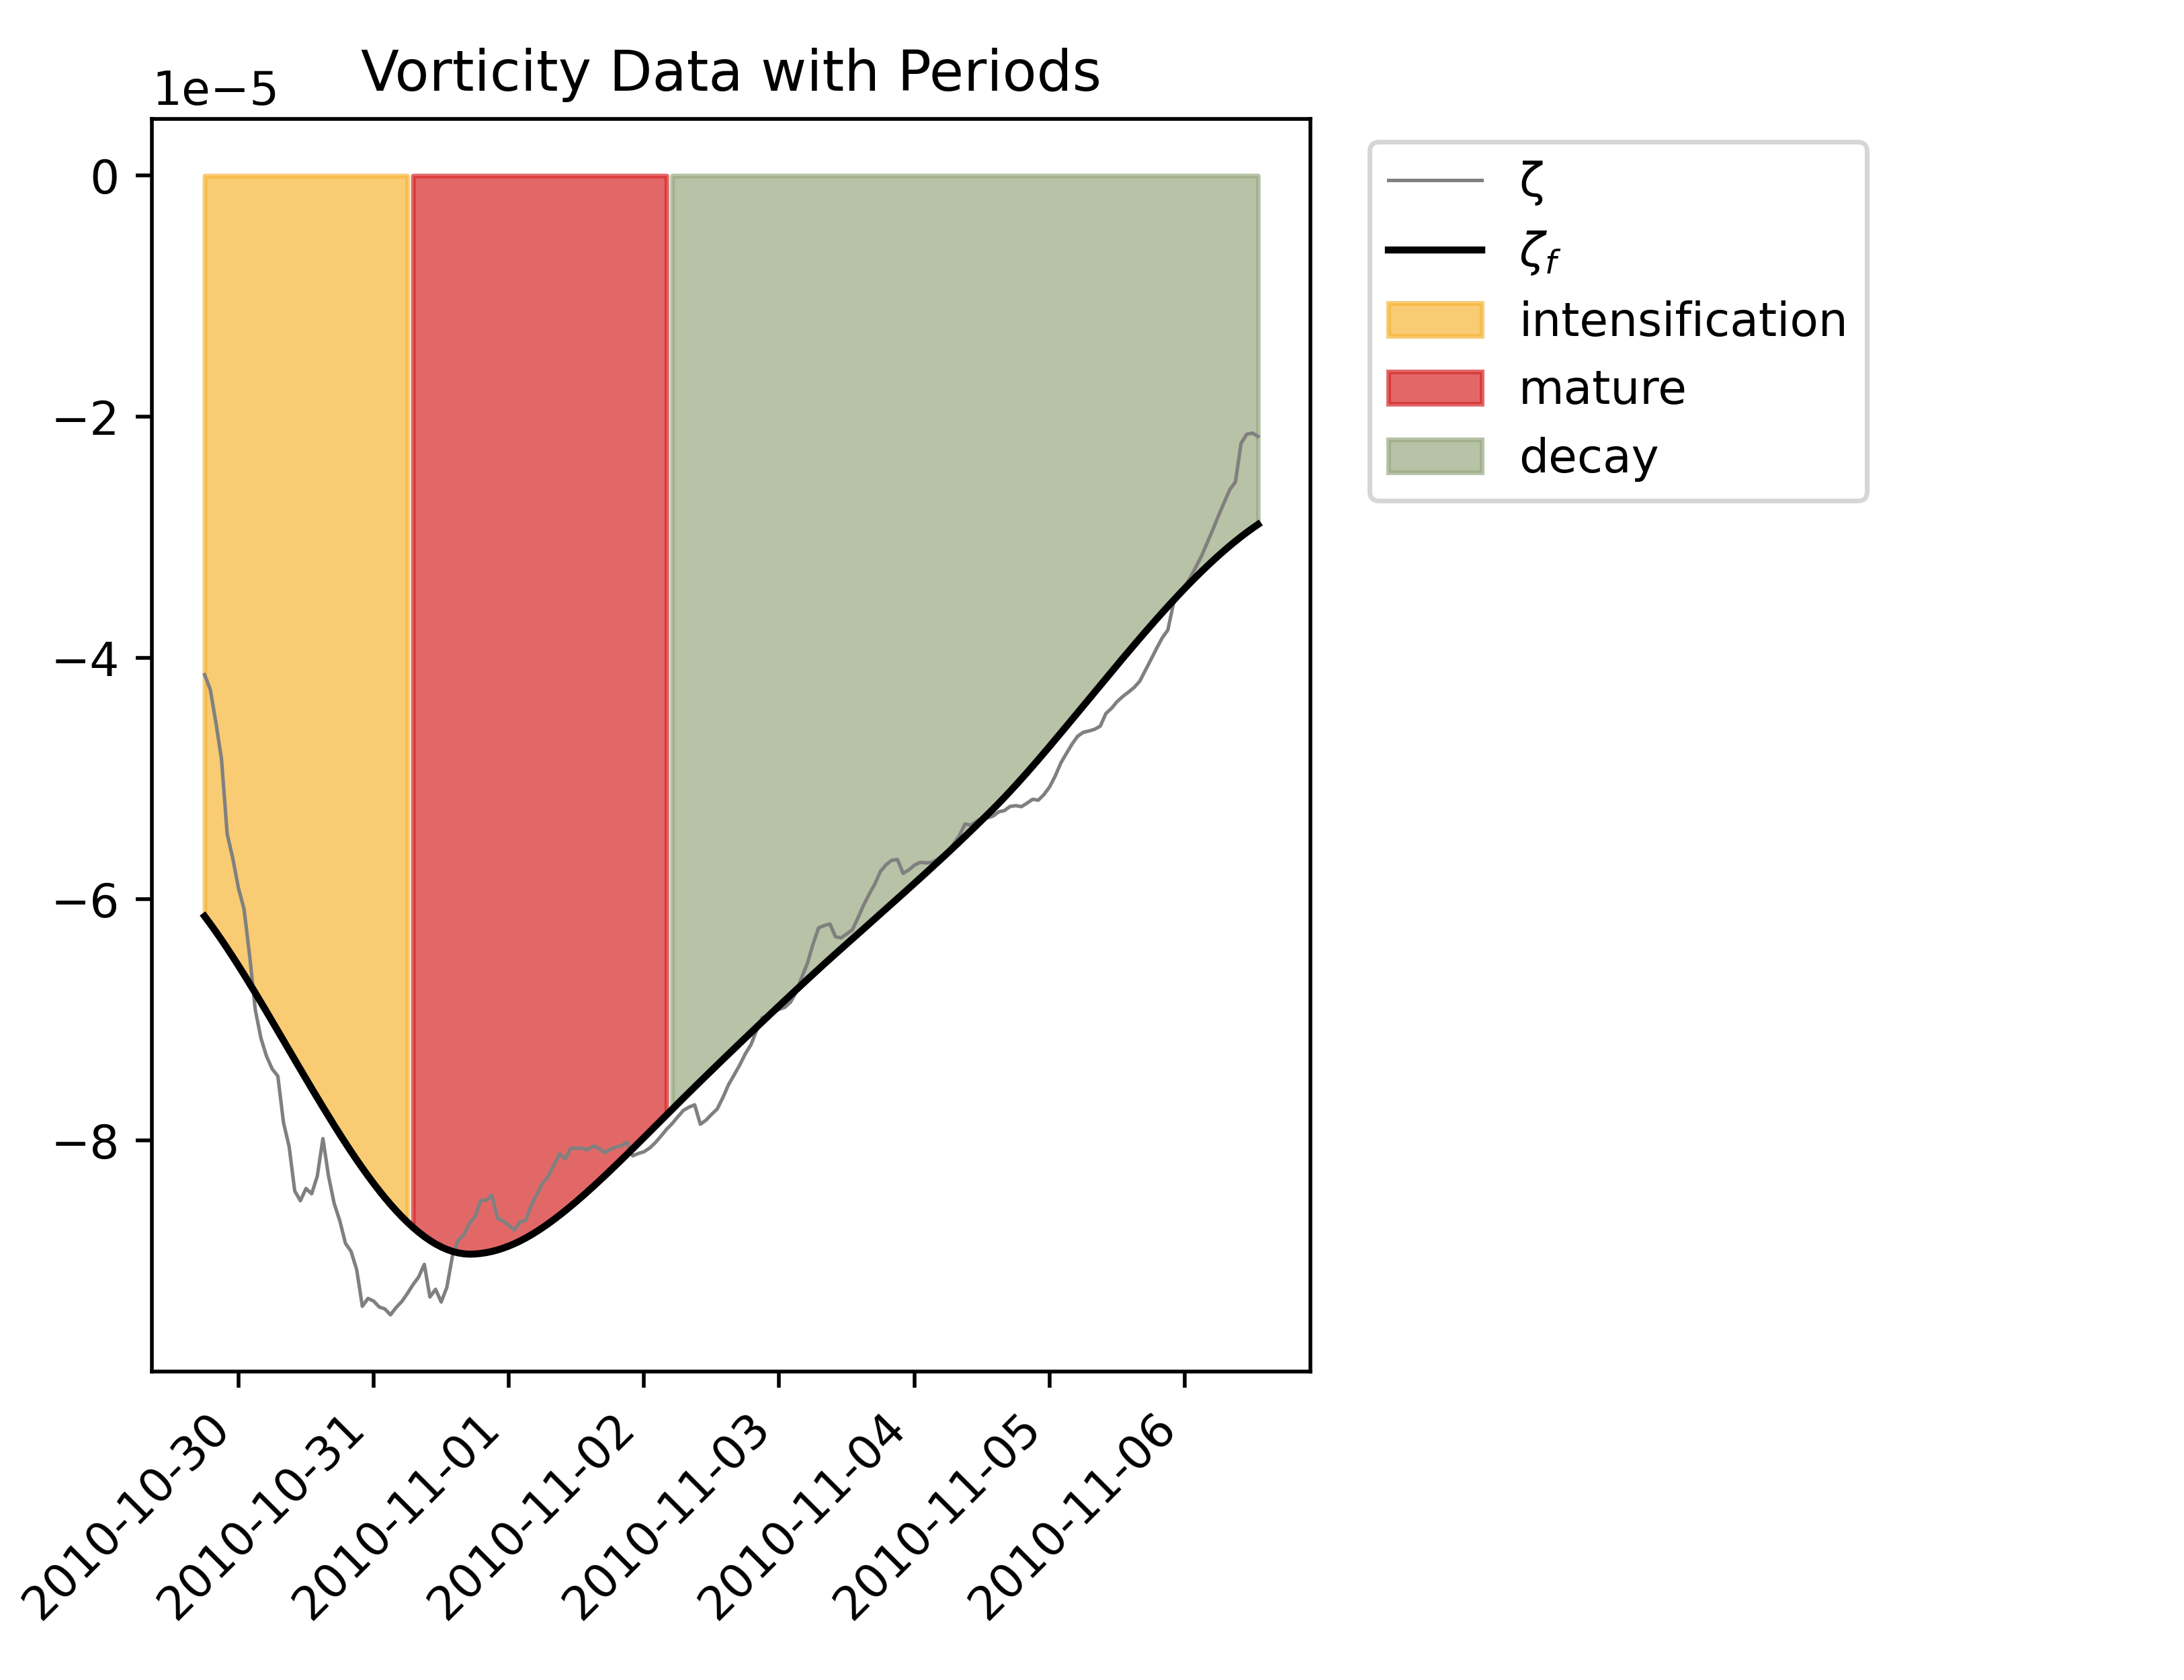 Vorticity Data with Periods
1e−5
0
−2
−4
−6
−8
2010-10-30
2010-10-31
2010-11-01
2010-11-02
2010-11-03
2010-11-04
2010-11-05
2010-11-06
ζ
ζf
intensification
mature
decay